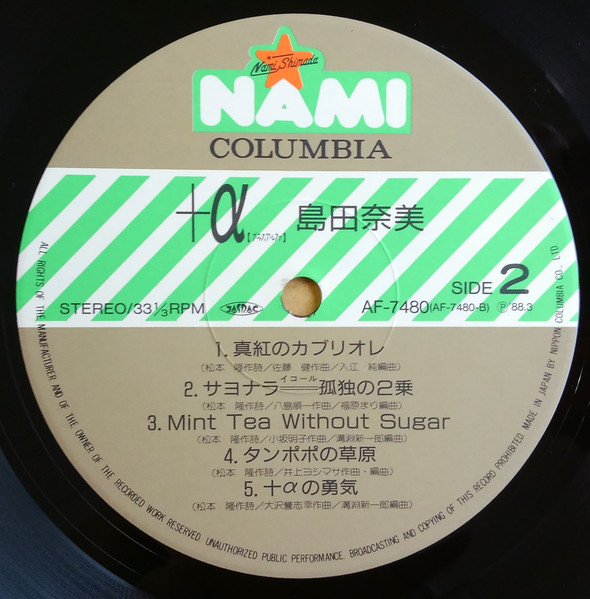 Nami Shimada
NAMI
COLUMBIA
+α【プラスアルファ】 島田奈美
SIDE 2
STEREO/33⅓RPM JASRAC AF-7480(AF-7480-B) Ⓟ'88.3
1. 真紅のカブリオレ
(松本 隆作詩/佐藤 健作曲/入江 純編曲)
イコール
2. サヨナラ══孤独の2乗
(松本 隆作詩/八島順一作曲/福原まり編曲)
3. Mint Tea Without Sugar
(松本 隆作詩/小坂明子作曲/溝淵新一郎編曲)
4. タンポポの草原
(松本 隆作詩/井上ヨシマサ作曲・編曲)
5. +αの勇気
(松本 隆作詩/大沢誉志幸作曲/溝淵新一郎編曲)
ALL RIGHTS OF THE MANUFACTURER AND OF THE OWNER OF THE RECORDED WORK RESERVED. UNAUTHORIZED PUBLIC PERFORMANCE, BROADCASTING AND COPYING OF THIS RECORD PROHIBITED. MADE IN JAPAN BY NIPPON COLUMBIA CO., LTD.